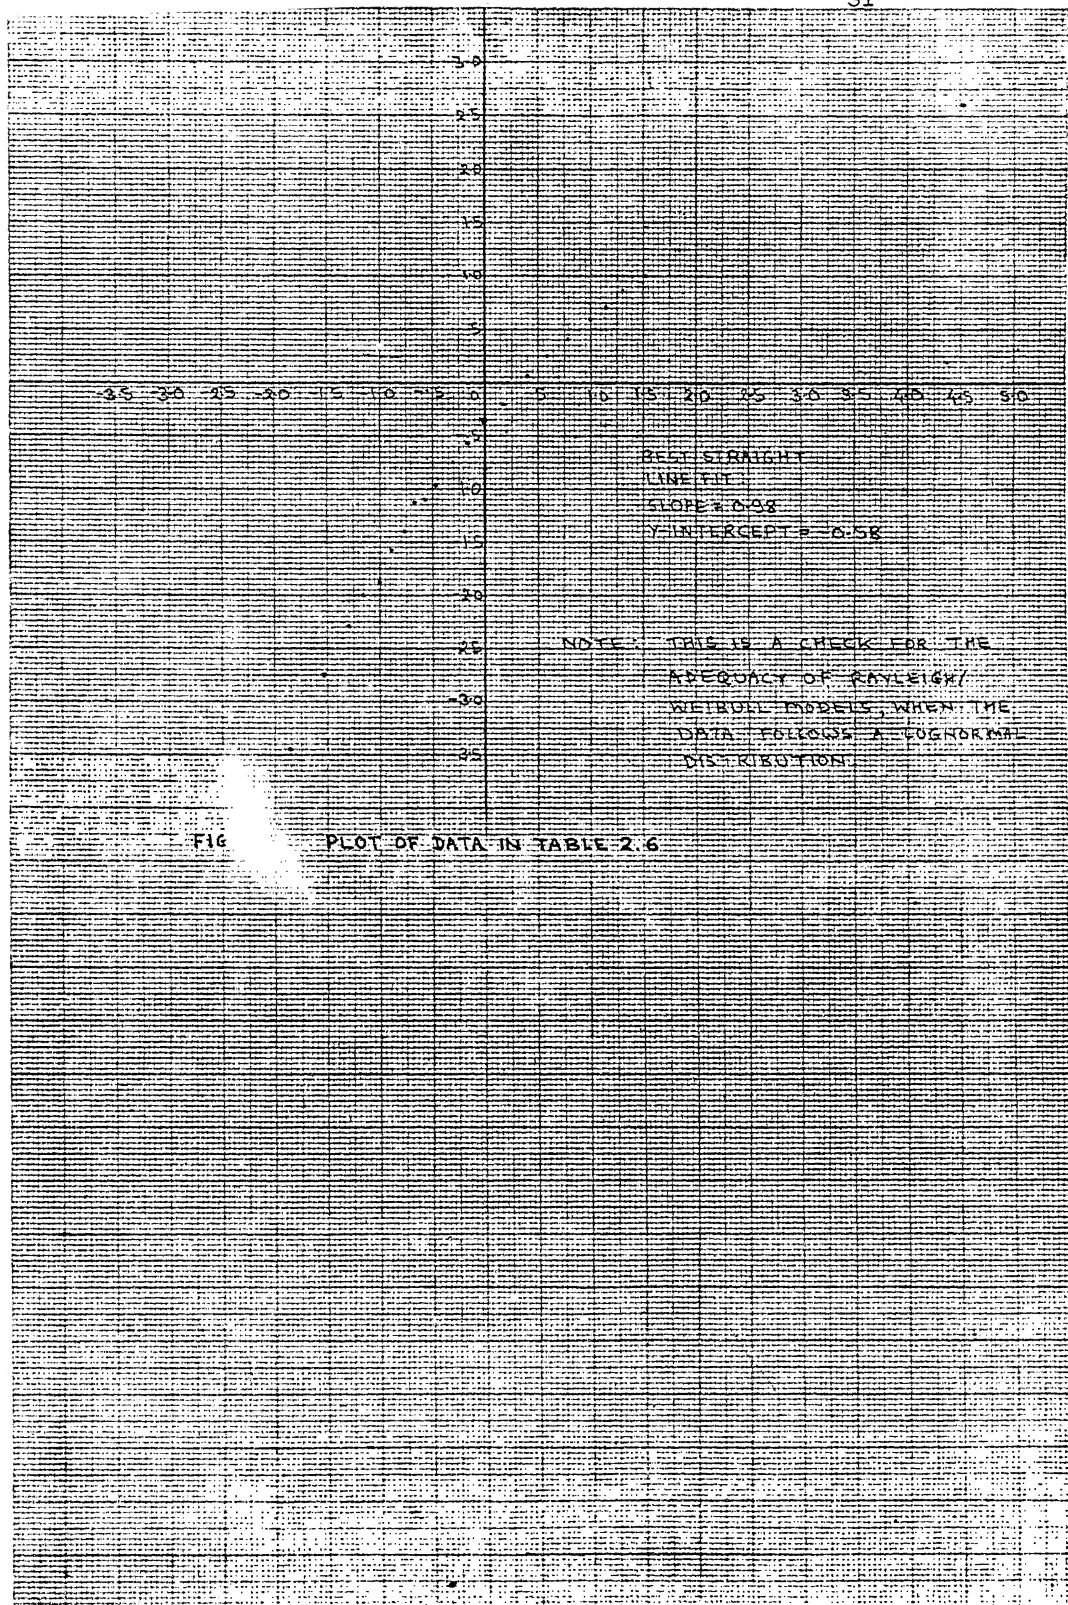 31
3.0
2.5
2.0
1.5
1.0
.5
-3.5 -3.0 -2.5 -2.0 -1.5 -1.0 -.5 0 .5 1.0 1.5 2.0 2.5 3.0 3.5 4.0 4.5 5.0
-.5
BEST STRAIGHT
LINE FIT:
-1.0
SLOPE = 0.98
Y-INTERCEPT = -0.58
-1.5
-2.0
NOTE: THIS IS A CHECK FOR THE
-2.5
ADEQUACY OF RAYLEIGH/
-3.0
WEIBULL MODELS, WHEN THE
DATA FOLLOWS A LOGNORMAL
-3.5
DISTRIBUTION.
FIG PLOT OF DATA IN TABLE 2.6